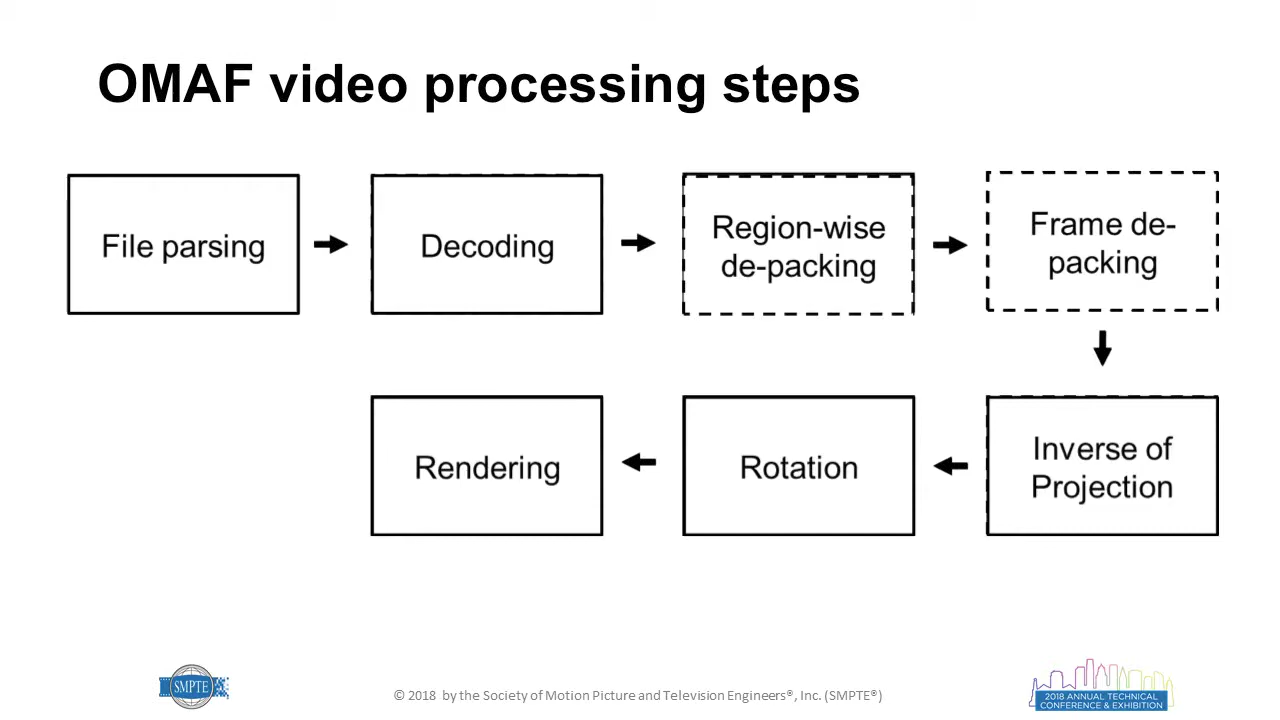 OMAF video processing steps
File parsing
Decoding
Region-wise
de-packing
Frame de-
packing
Inverse of
Projection
Rotation
Rendering
SMPTE
© 2018 by the Society of Motion Picture and Television Engineers®, Inc. (SMPTE®)
2018 ANNUAL TECHNICAL
CONFERENCE & EXHIBITION